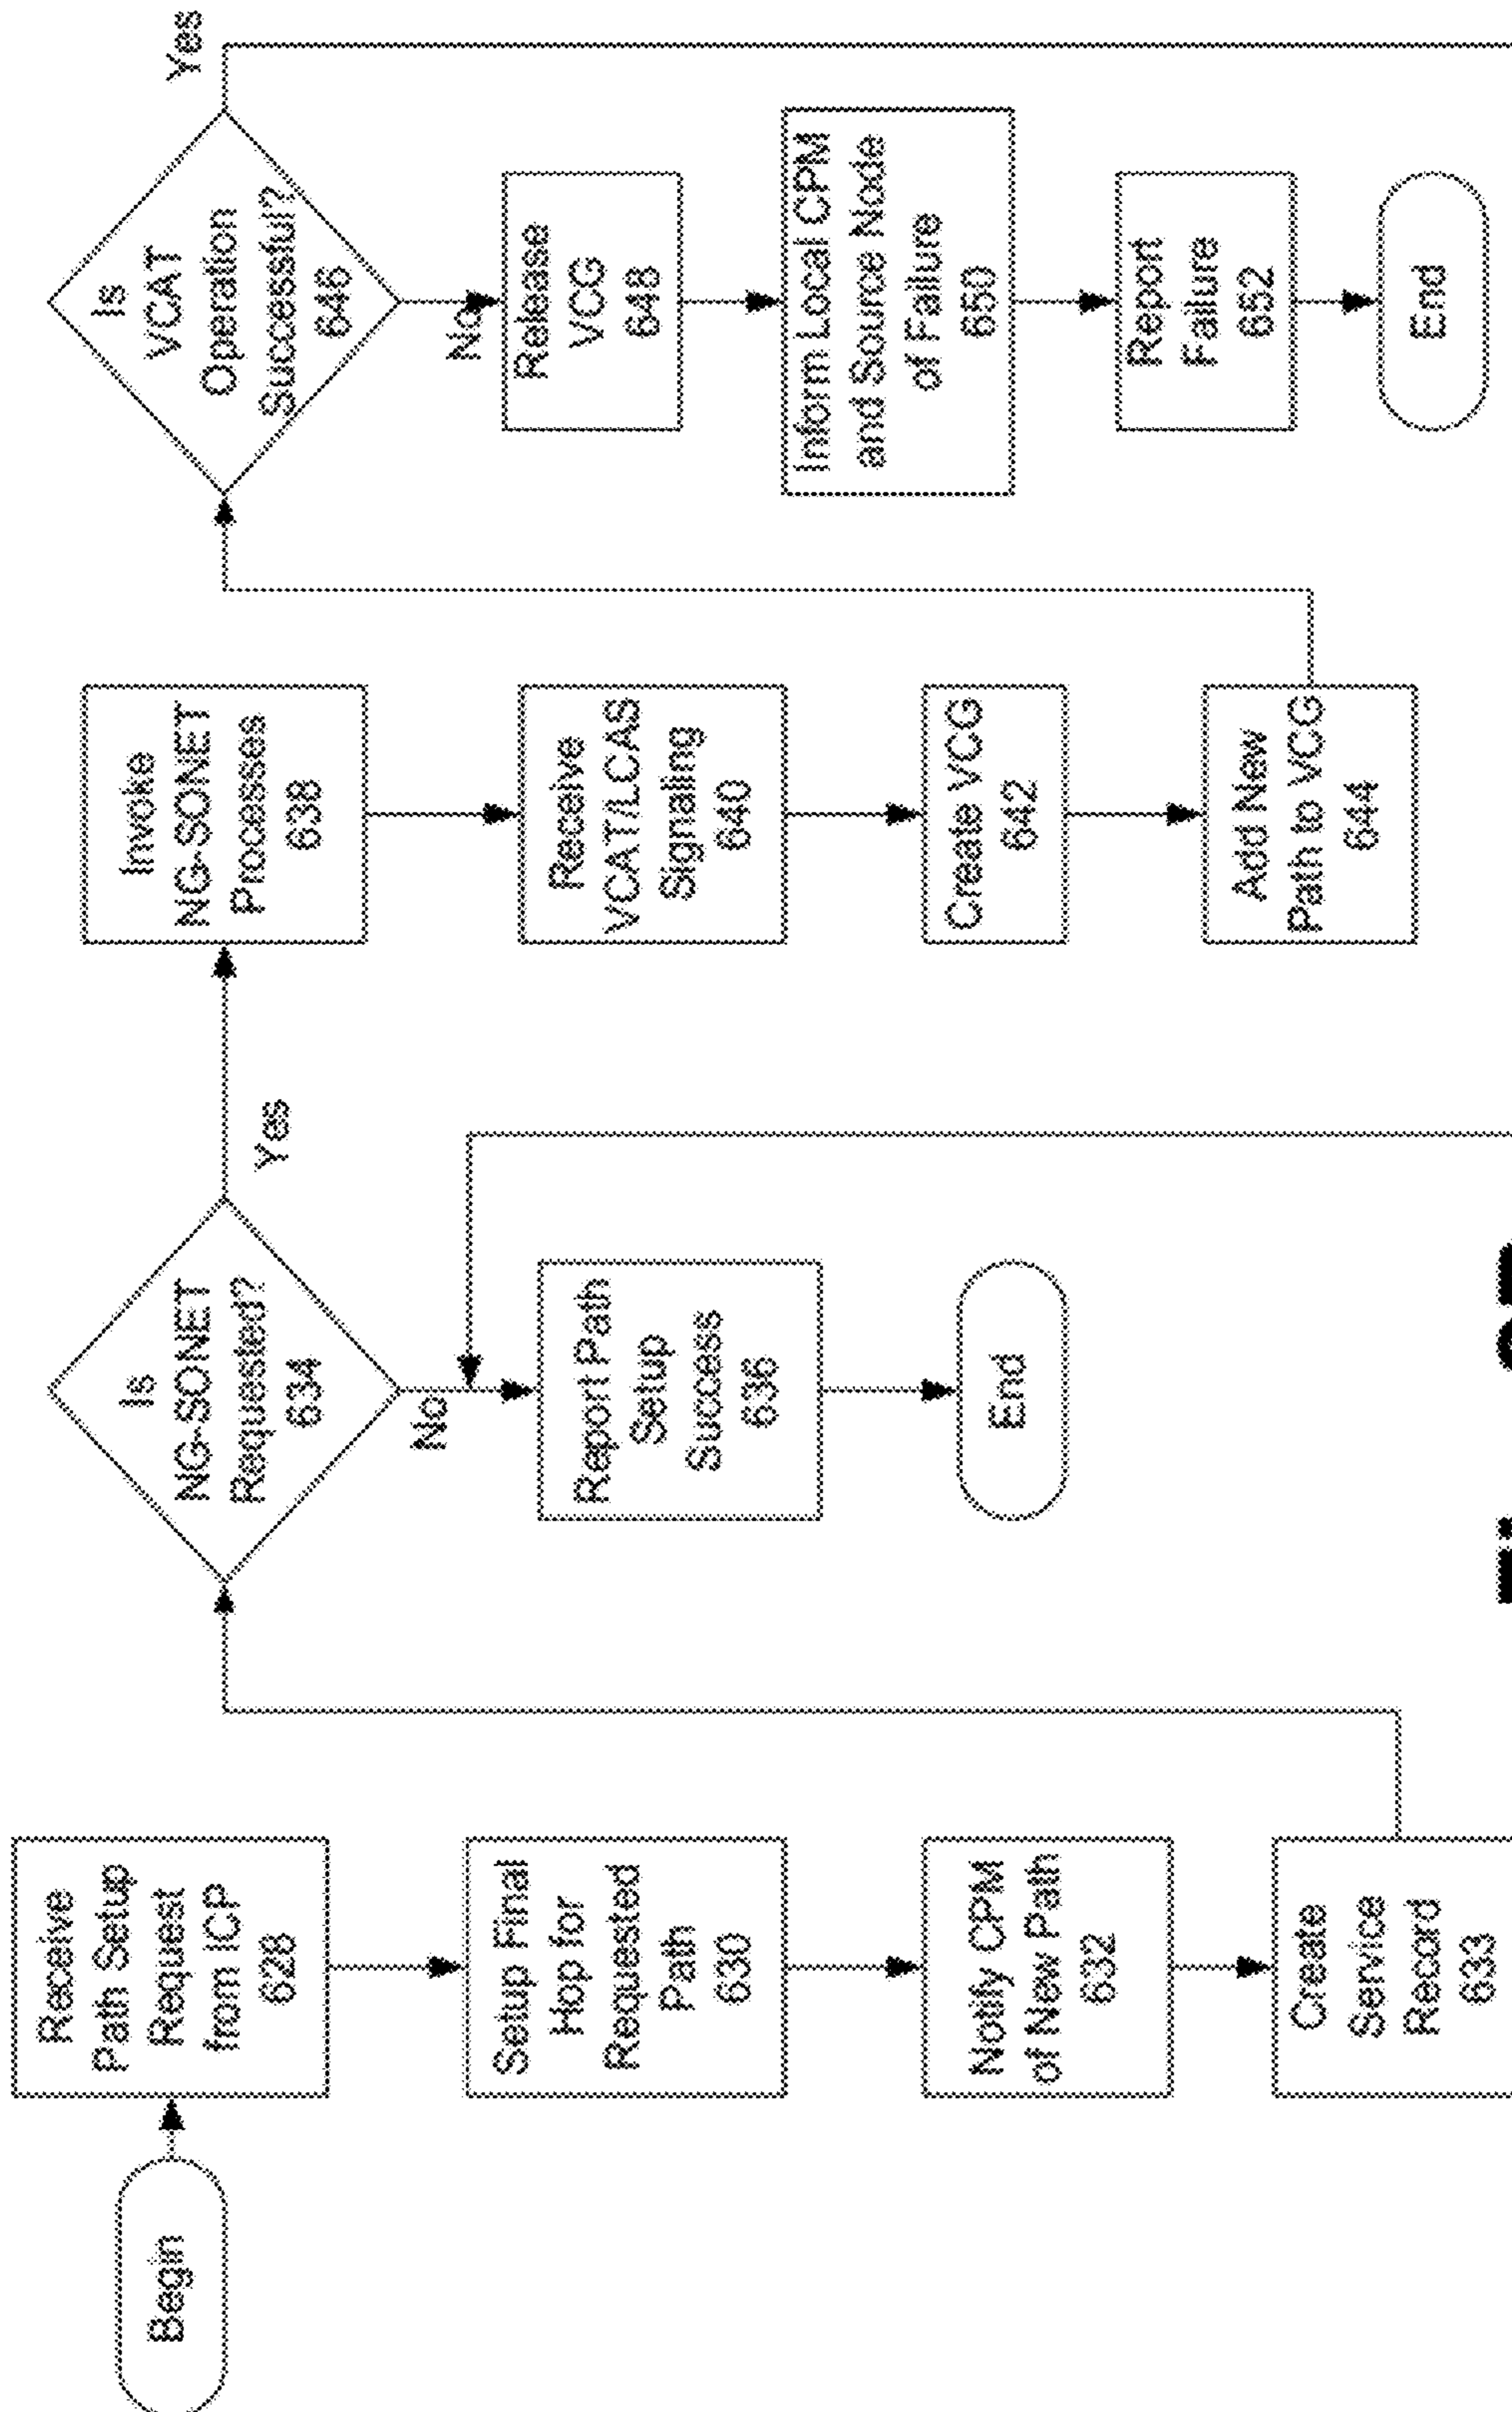 Begin
Receive
Path Setup
Request
from ICP
628
Setup Final
Hop for
Requested
Path
630
Notify CPM
of New Path
632
Create
Service
Record
633
Is
NG-SONET
Requested?
634
Yes
No
Report Path
Setup
Success
636
End
Invoke
NG-SONET
Processes
638
Receive
VCAT/LCAS
Signaling
640
Create VCG
642
Add New
Path to VCG
644
Is
VCAT
Operation
Successful?
646
Yes
No
Release
VCG
648
Inform Local CPM
and Source Node
of Failure
650
Report
Failure
652
End